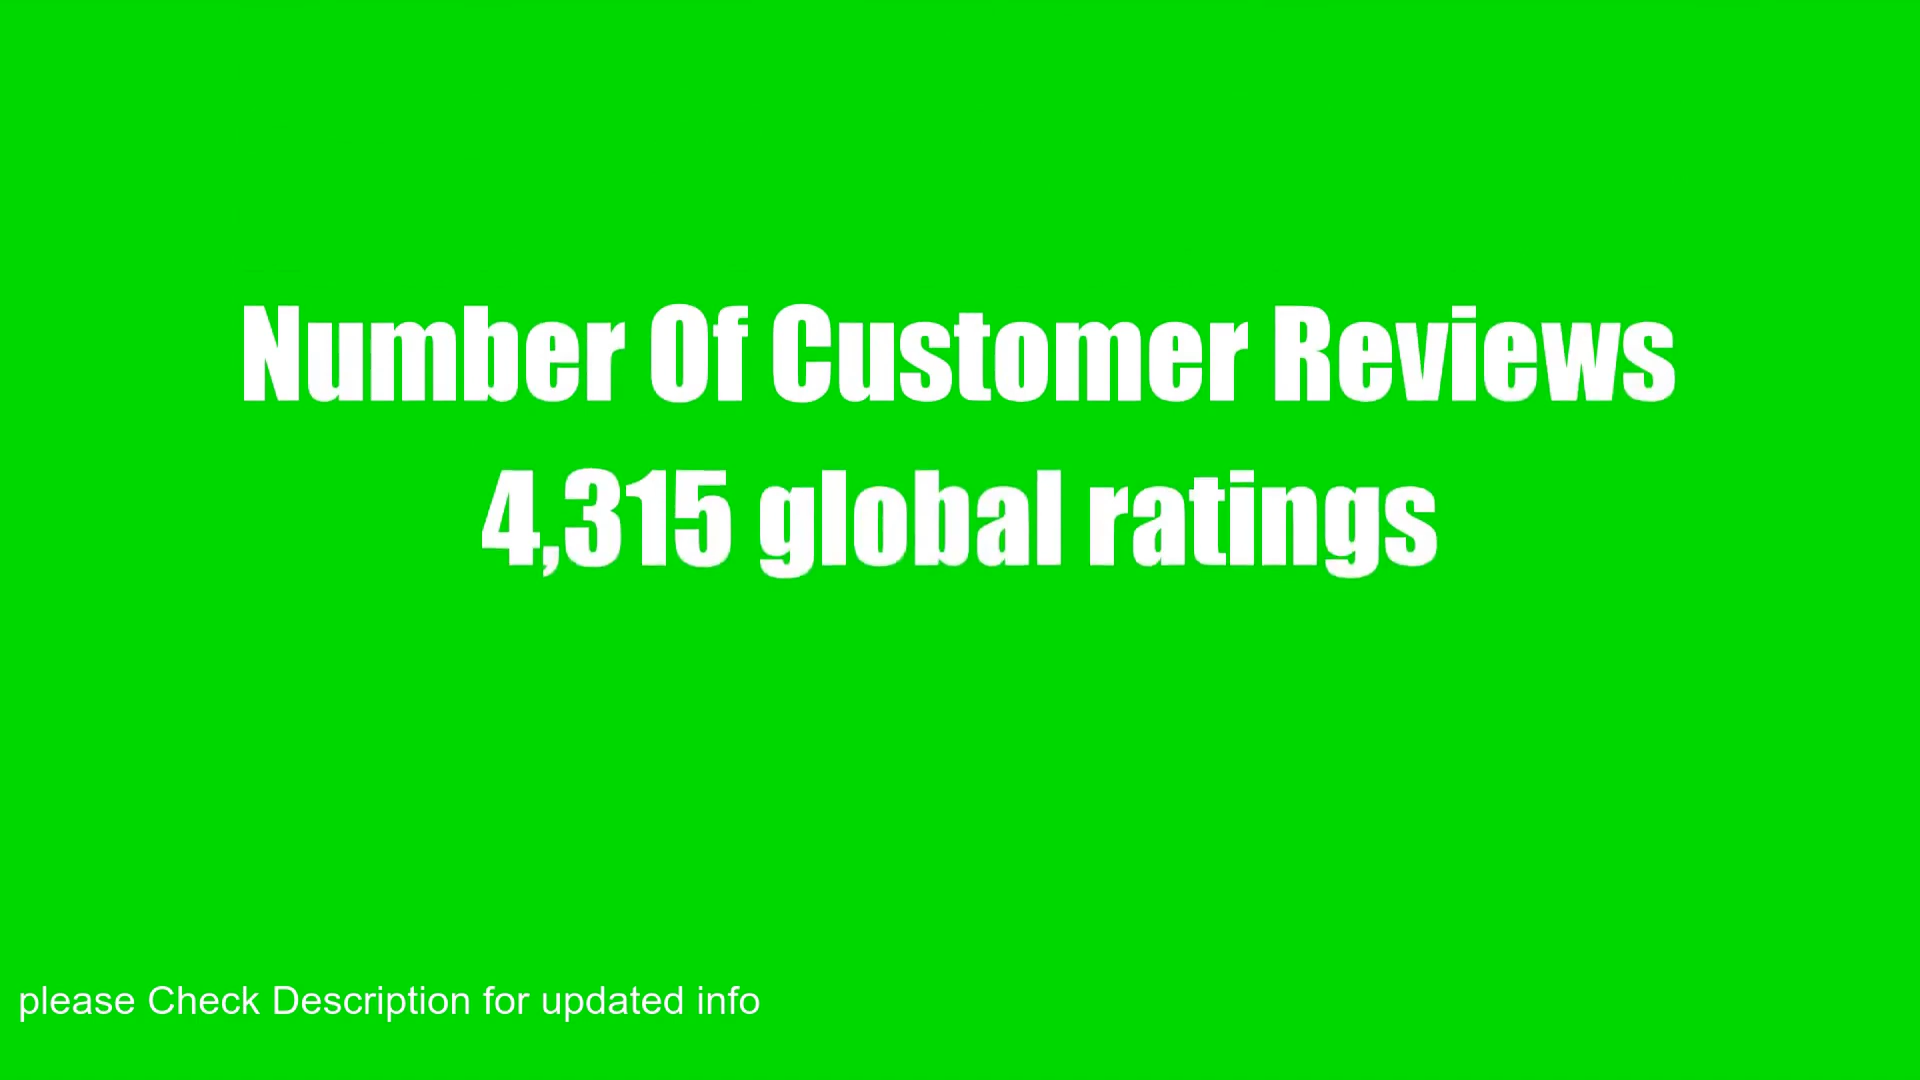 Number Of Customer Reviews
4,315 global ratings
please Check Description for updated info